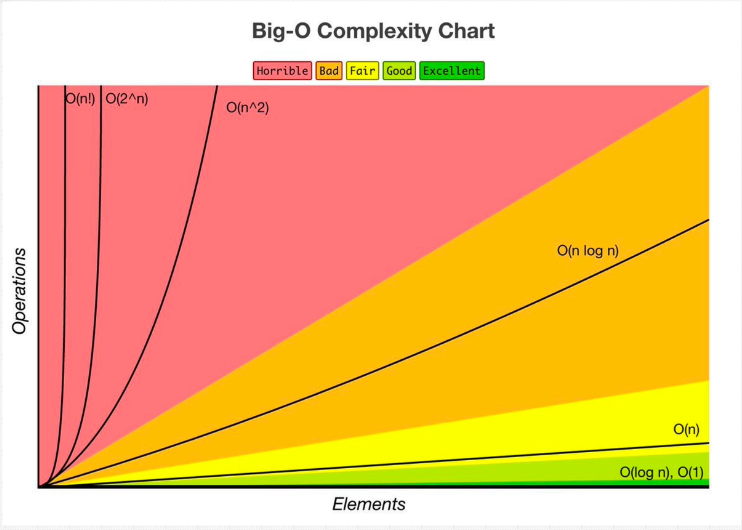 Big-O Complexity Chart
Horrible Bad Fair Good Excellent
O(n!) O(2^n) O(n^2)
O(n log n)
O(n)
O(log n), O(1)
Operations
Elements